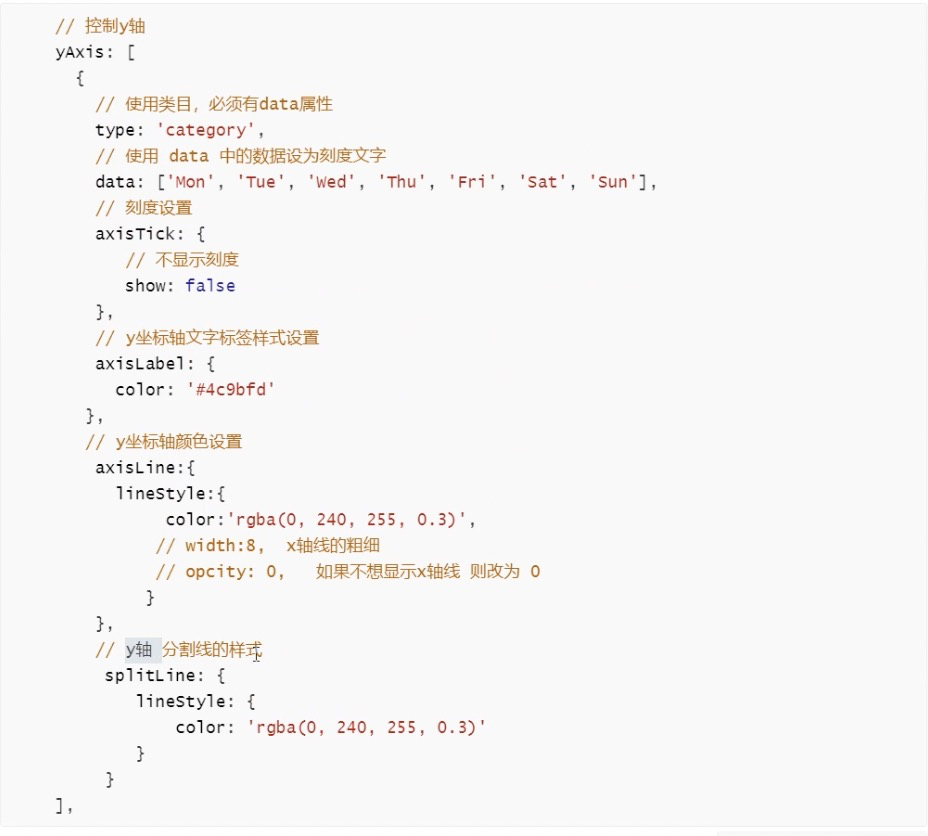 // 控制y轴
yAxis: [
{
// 使用类目，必须有data属性
type: 'category',
// 使用 data 中的数据设为刻度文字
data: ['Mon', 'Tue', 'Wed', 'Thu', 'Fri', 'Sat', 'Sun'],
// 刻度设置
axisTick: {
// 不显示刻度
show: false
},
// y坐标轴文字标签样式设置
axisLabel: {
color: '#4c9bfd'
},
// y坐标轴颜色设置
axisLine:{
lineStyle:{
color:'rgba(0, 240, 255, 0.3)',
// width:8,  x轴线的粗细
// opcity: 0,   如果不想显示x轴线 则改为 0
}
},
// y轴 分割线的样式
splitLine: {
lineStyle: {
color: 'rgba(0, 240, 255, 0.3)'
}
}
],